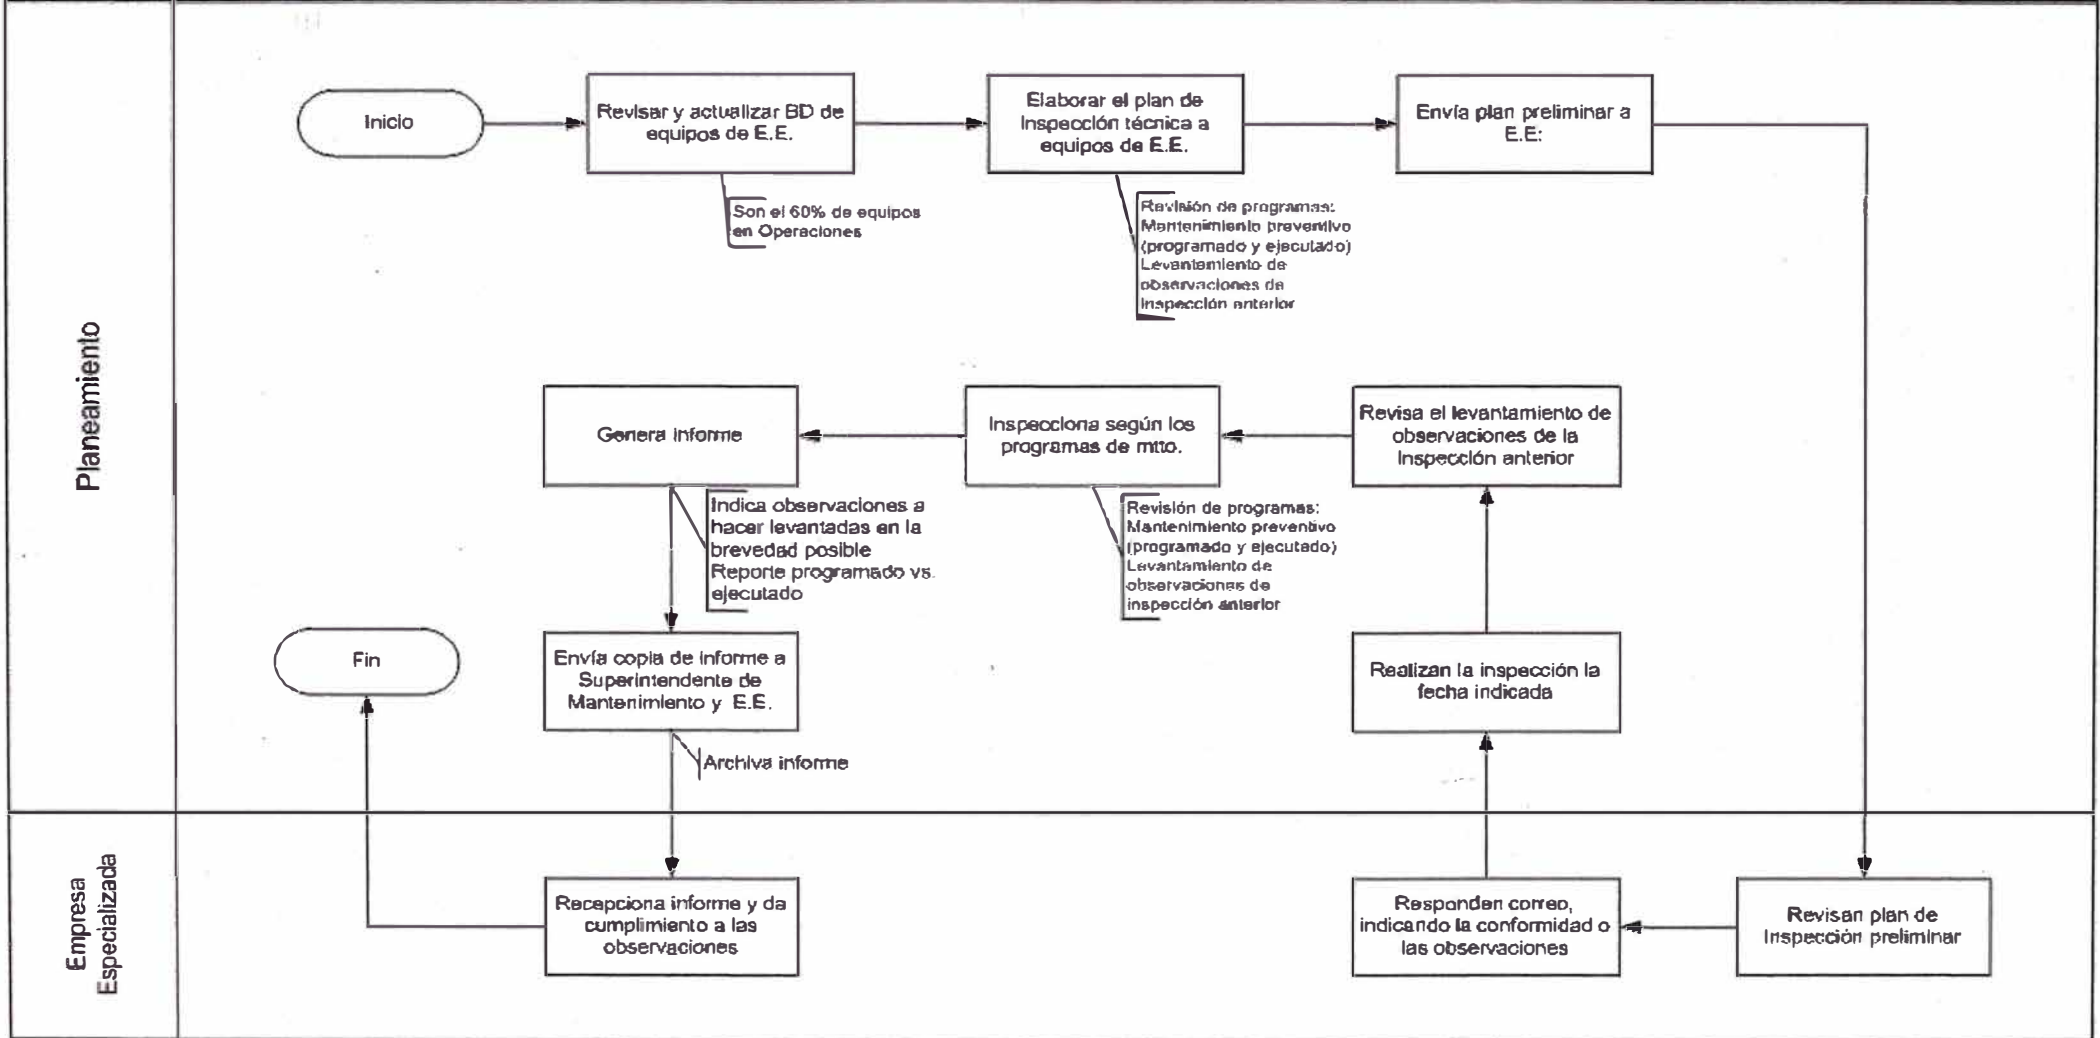 Planeamiento
Inicio
Revisar y actualizar BD de
equipos de E.E.
Son el 60% de equipos
en Operaciones
Elaborar el plan de
Inspección técnica a
equipos de E.E.
Revisión de programas:
Mantenimiento preventivo
(programado y ejecutado)
Levantamiento de
observaciones de
Inspección anterior
Envía plan preliminar a
E.E:
Revisa el levantamiento de
observaciones de la
Inspección anterior
Inspecciona según los
programas de mtto.
Revisión de programas:
Mantenimiento preventivo
(programado y ejecutado)
Levantamiento de
observaciones de
inspección anterior
Genera informe
Indica observaciones a
hacer levantadas en la
brevedad posible
Reporte programado vs.
ejecutado
Envía copia de informe a
Superintendente de
Mantenimiento y E.E.
Archiva informe
Fin
Realizan la inspección la
fecha indicada
Empresa
Especializada
Recepciona informe y da
cumplimiento a las
observaciones
Responden correo,
indicando la conformidad o
las observaciones
Revisan plan de
Inspección preliminar